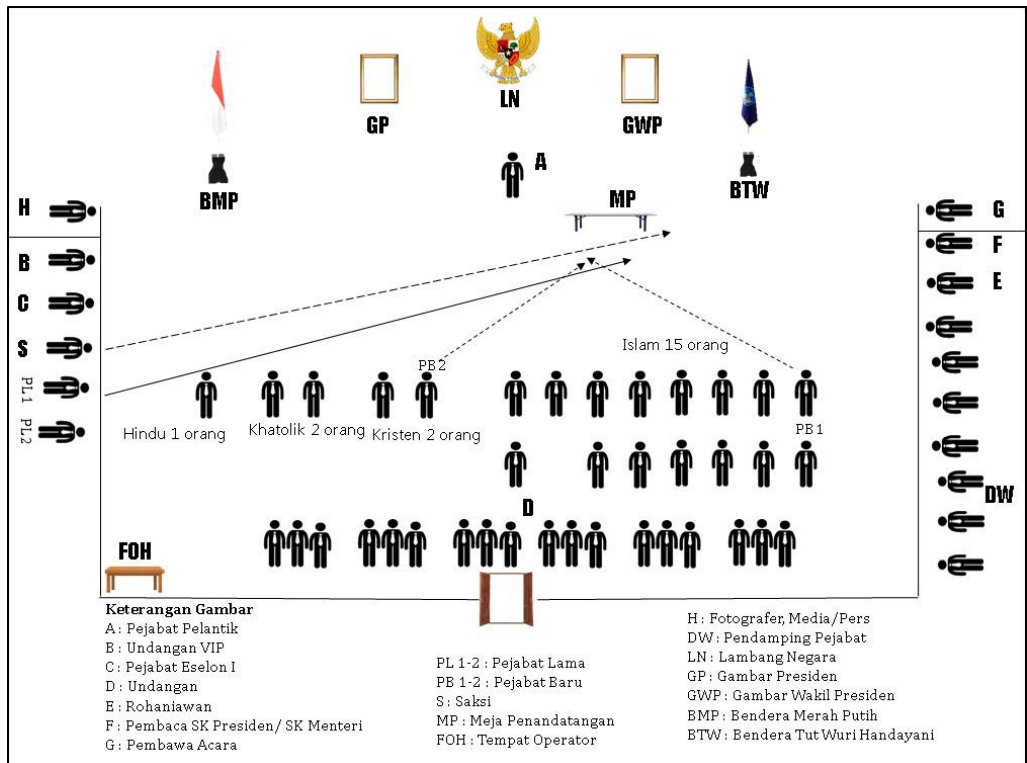 LN
GP
GWP
A
BMP
MP
BTW
H
G
F
B
E
C
S
Islam 15 orang
PB2
PL 1
PL 2
Hindu 1 orang
Khatolik 2 orang
Kristen 2 orang
PB1
D
DW
FOH
Keterangan Gambar
A : Pejabat Pelantik
B : Undangan VIP
C : Pejabat Eselon I
D : Undangan
E : Rohaniawan
F : Pembaca SK Presiden/ SK Menteri
G : Pembawa Acara
PL 1-2 : Pejabat Lama
PB 1-2 : Pejabat Baru
S : Saksi
MP : Meja Penandatangan
FOH : Tempat Operator
H : Fotografer, Media/Pers
DW : Pendamping Pejabat
LN : Lambang Negara
GP : Gambar Presiden
GWP : Gambar Wakil Presiden
BMP : Bendera Merah Putih
BTW : Bendera Tut Wuri Handayani